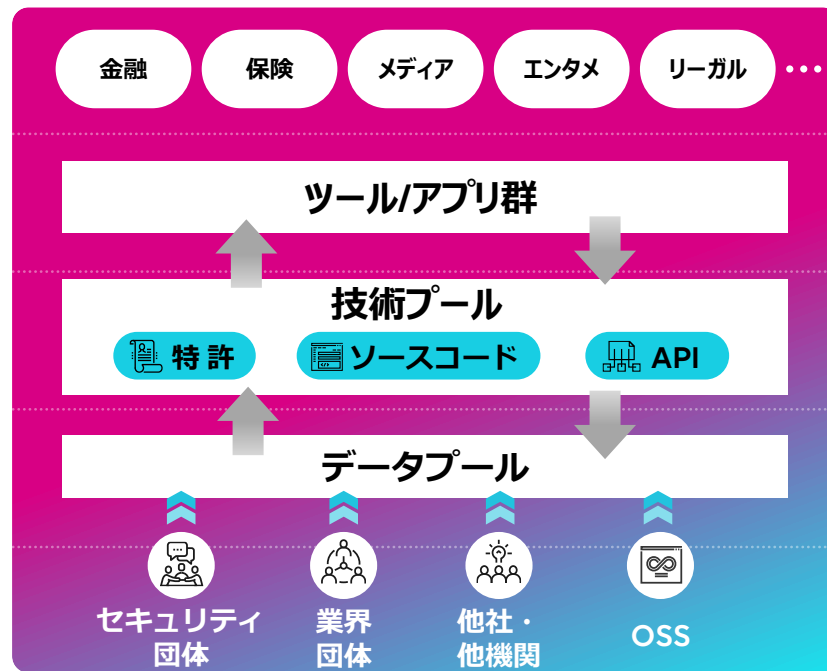 金融 保険 メディア エンタメ リーガル ･･･
ツール/アプリ群
技術プール
特許 ソースコード API
データプール
セキュリティ団体
業界団体
他社・他機関
OSS